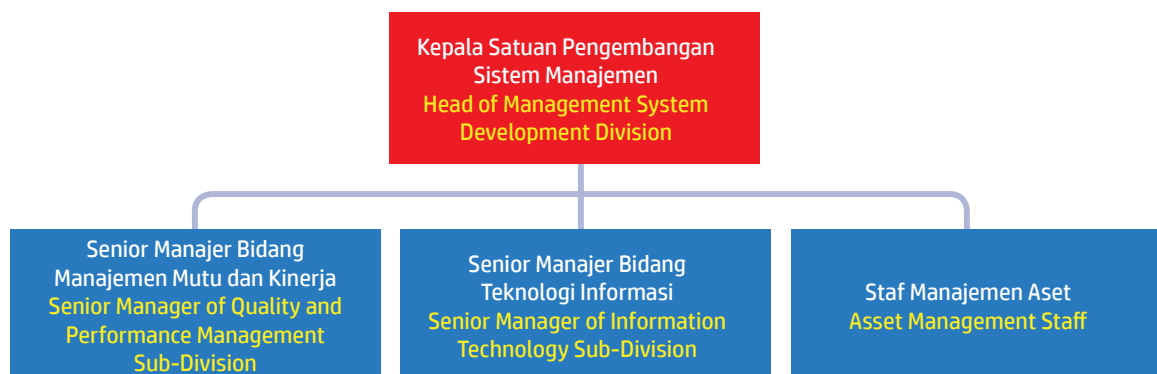 Kepala Satuan Pengembangan
Sistem Manajemen
Head of Management System
Development Division
Senior Manajer Bidang
Manajemen Mutu dan Kinerja
Senior Manager of Quality and
Performance Management
Sub-Division
Senior Manajer Bidang
Teknologi Informasi
Senior Manager of Information
Technology Sub-Division
Staf Manajemen Aset
Asset Management Staff